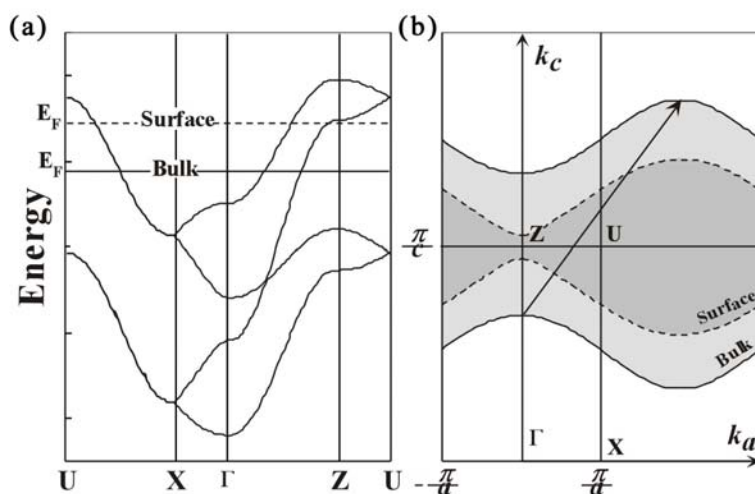 (a)
Energy
E_F
Surface
E_F
Bulk
U X Γ Z U
(b)
k_c
π/c
Z U
Surface
Bulk
Γ X
k_a
-π/a π/a